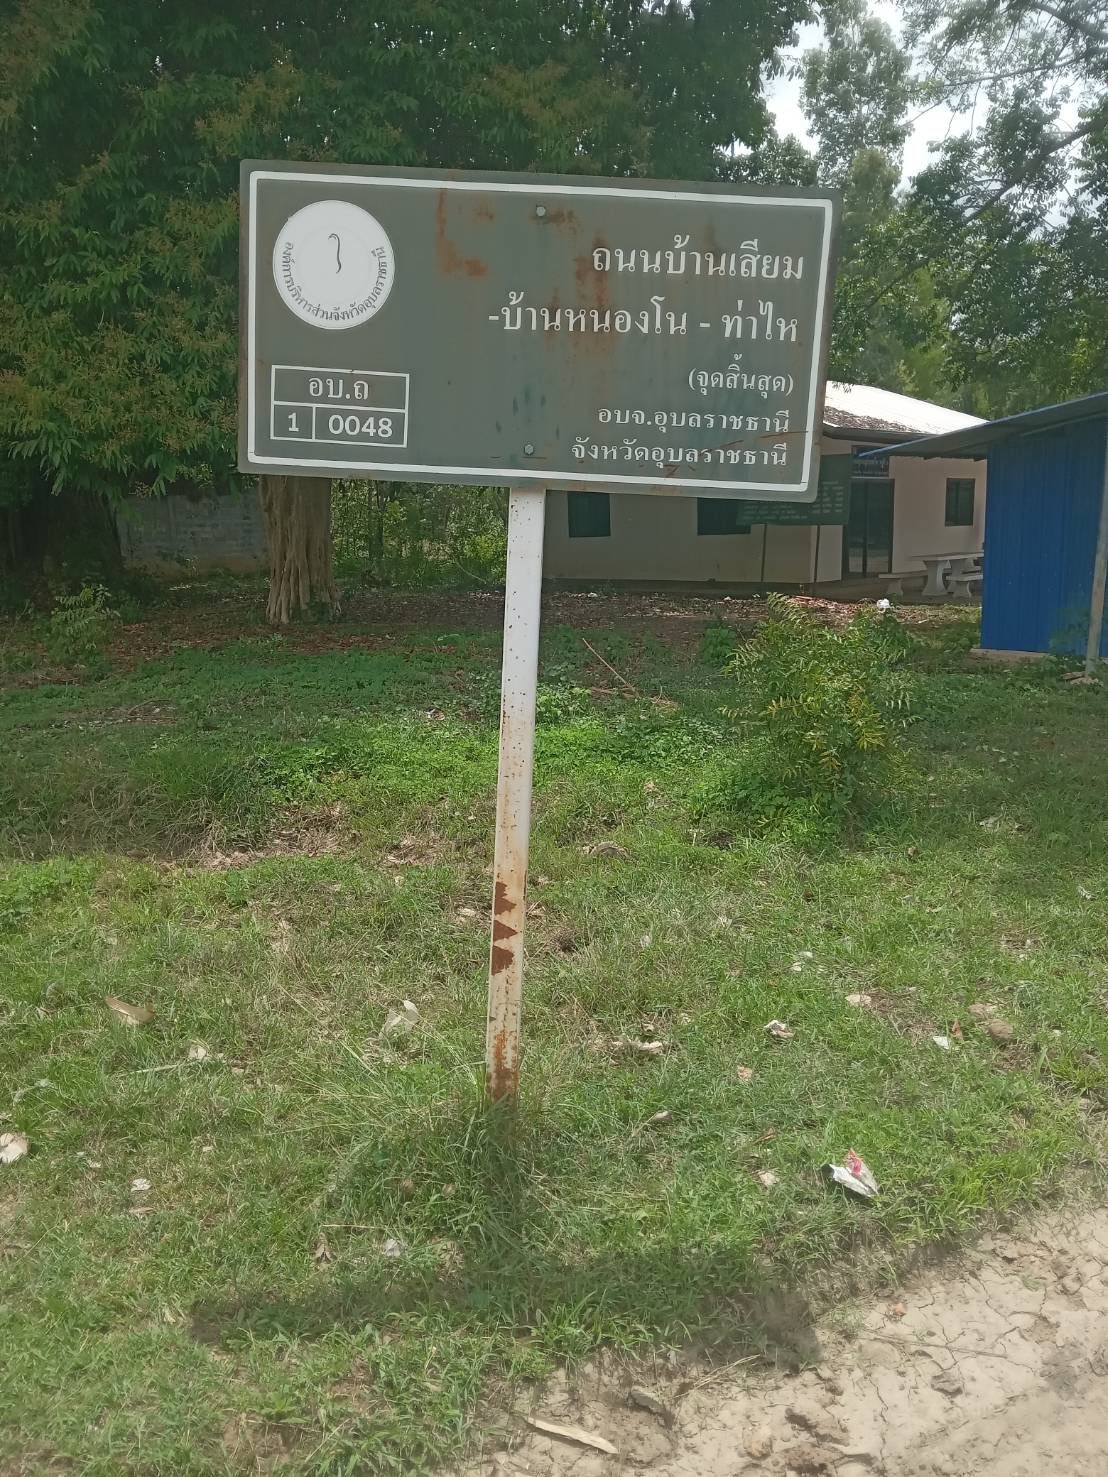 องค์การบริหารส่วนจังหวัดอุบลราชธานี
ถนนบ้านเสียม
-บ้านหนองโน - ท่าไห
(จุดสิ้นสุด)
อบจ.อุบลราชธานี
จังหวัดอุบลราชธานี
อบ.ถ
1 0048